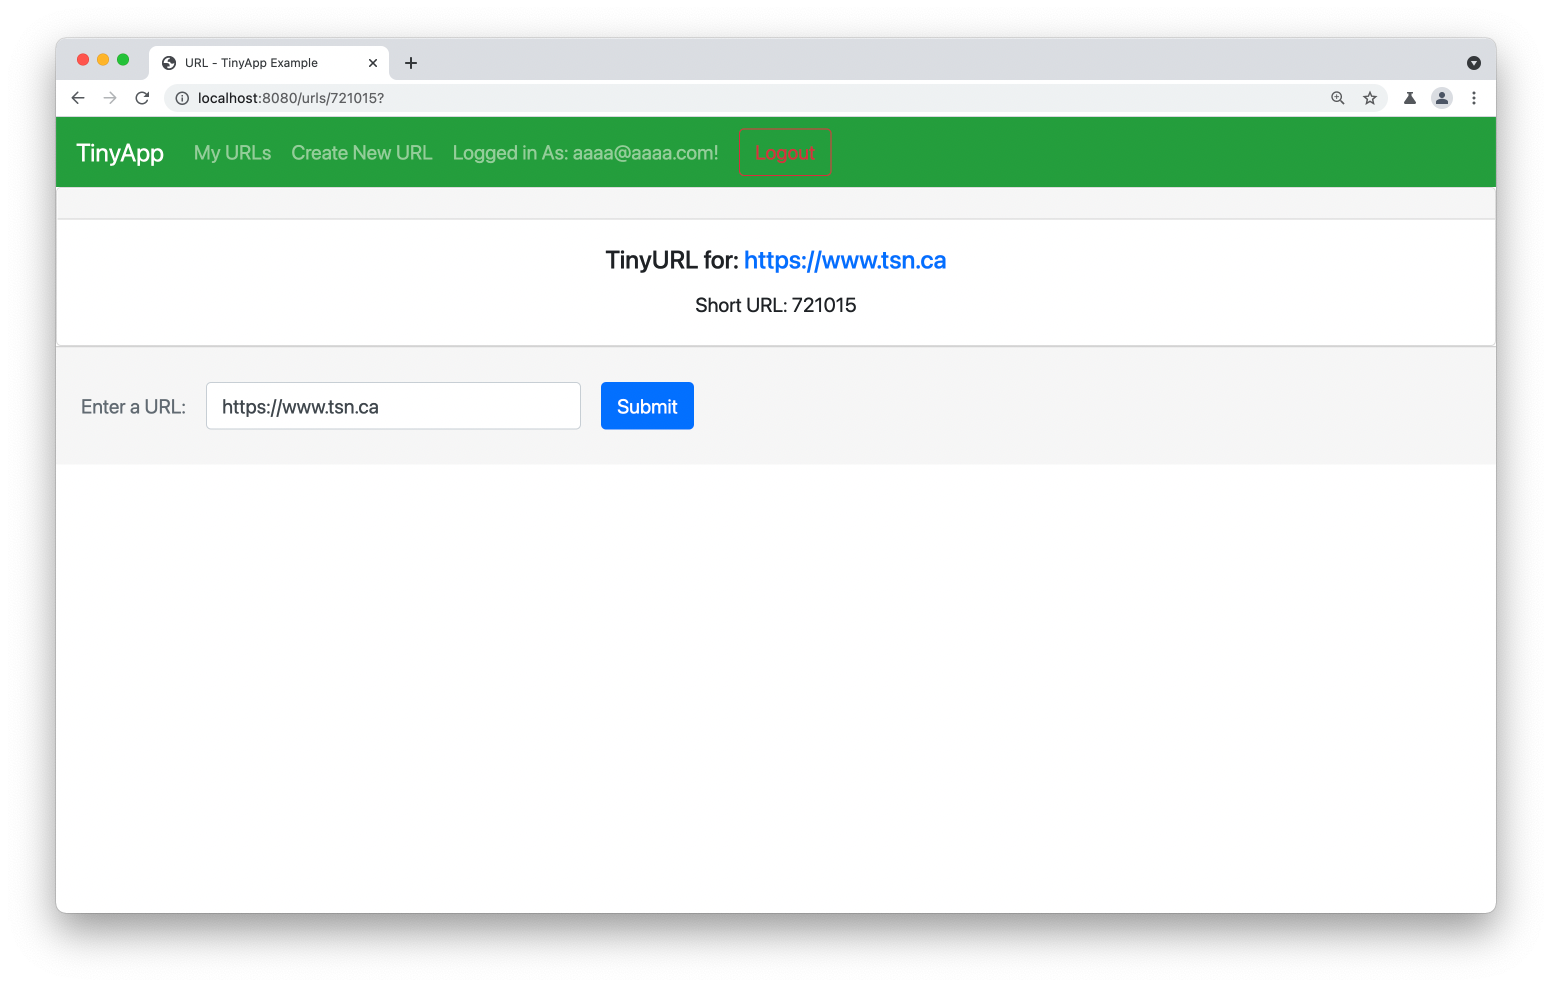 URL - TinyApp Example
localhost:8080/urls/721015?
TinyApp My URLs Create New URL Logged in As: aaaa@aaaa.com! Logout
TinyURL for: https://www.tsn.ca
Short URL: 721015
Enter a URL: https://www.tsn.ca Submit